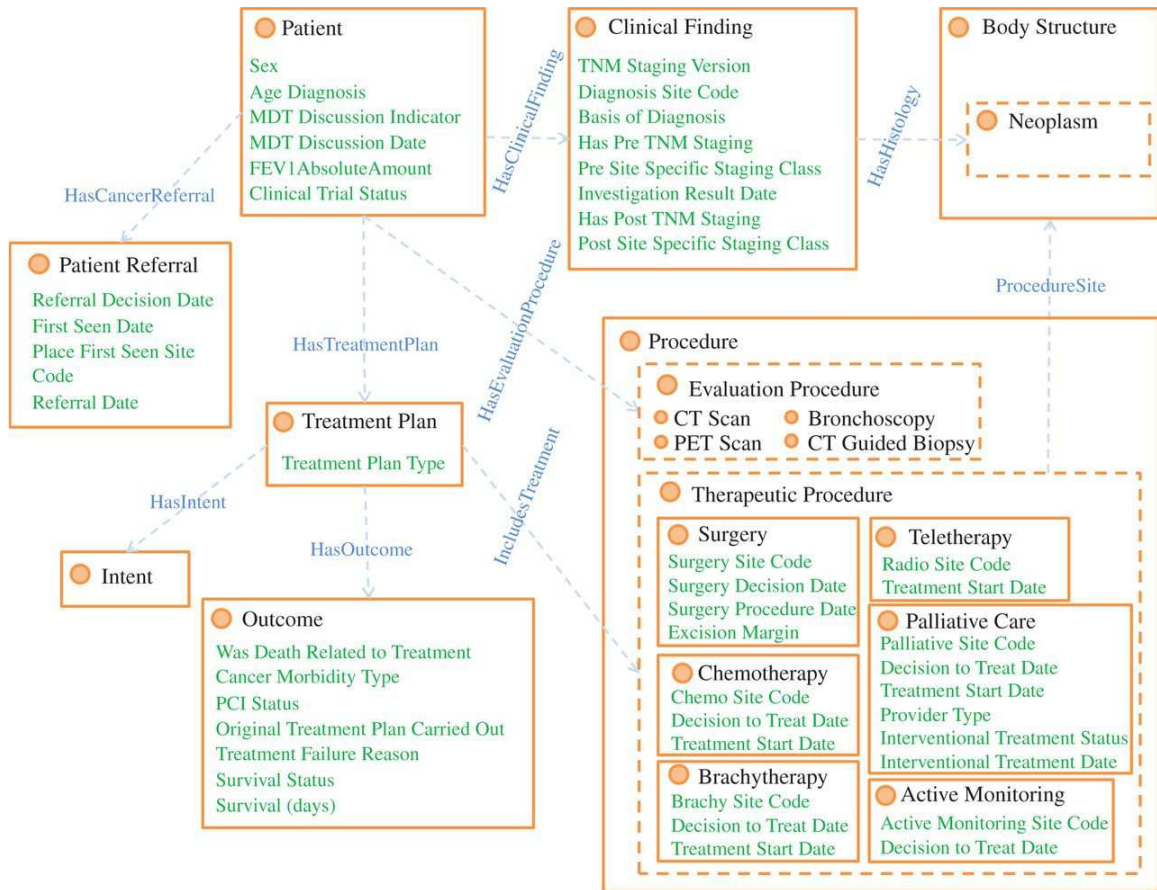 Patient
Sex
Age Diagnosis
MDT Discussion Indicator
MDT Discussion Date
FEV1AbsoluteAmount
Clinical Trial Status
HasClinicalFinding
Clinical Finding
TNM Staging Version
Diagnosis Site Code
Basis of Diagnosis
Has Pre TNM Staging
Pre Site Specific Staging Class
Investigation Result Date
Has Post TNM Staging
Post Site Specific Staging Class
HasHistology
Body Structure
Neoplasm
HasCancerReferral
Patient Referral
Referral Decision Date
First Seen Date
Place First Seen Site
Code
Referral Date
HasTreatmentPlan
HasEvaluationProcedure
ProcedureSite
Treatment Plan
Treatment Plan Type
HasIntent
HasOutcome
IncludesTreatment
Intent
Outcome
Was Death Related to Treatment
Cancer Morbidity Type
PCI Status
Original Treatment Plan Carried Out
Treatment Failure Reason
Survival Status
Survival (days)
Procedure
Evaluation Procedure
CT Scan
Bronchoscopy
PET Scan
CT Guided Biopsy
Therapeutic Procedure
Surgery
Surgery Site Code
Surgery Decision Date
Surgery Procedure Date
Excision Margin
Teletherapy
Radio Site Code
Treatment Start Date
Chemotherapy
Chemo Site Code
Decision to Treat Date
Treatment Start Date
Palliative Care
Palliative Site Code
Decision to Treat Date
Treatment Start Date
Provider Type
Interventional Treatment Status
Interventional Treatment Date
Brachytherapy
Brachy Site Code
Decision to Treat Date
Treatment Start Date
Active Monitoring
Active Monitoring Site Code
Decision to Treat Date